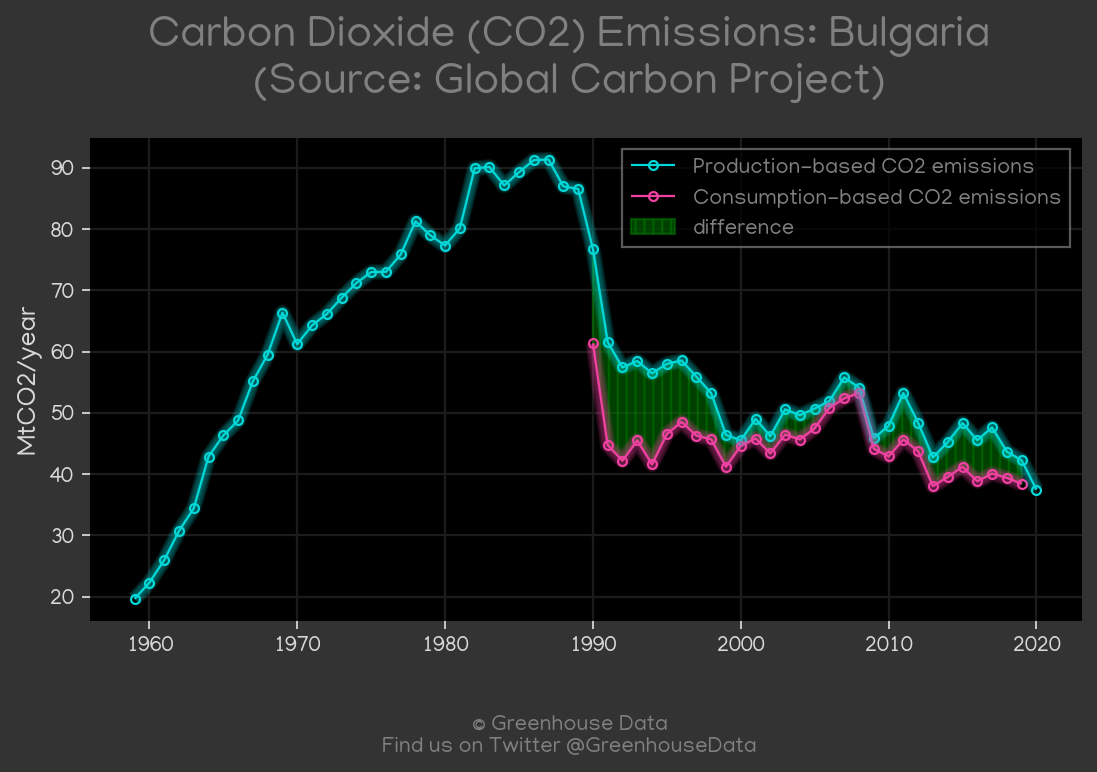 Carbon Dioxide (CO2) Emissions: Bulgaria
(Source: Global Carbon Project)
Production-based CO2 emissions
Consumption-based CO2 emissions
difference
MtCO2/year
90
80
70
60
50
40
30
20
1960 1970 1980 1990 2000 2010 2020
© Greenhouse Data
Find us on Twitter @GreenhouseData